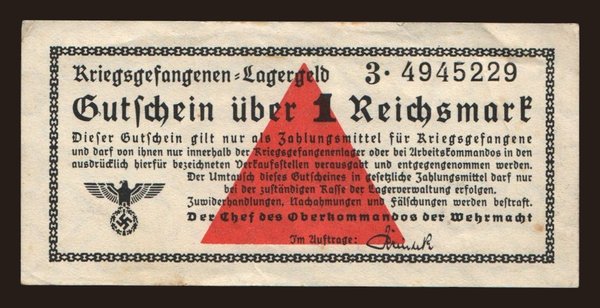 Kriegsgefangenen-Lagergeld 3· 4945229
Gutschein über 1 Reichsmark
Dieser Gutschein gilt nur als Zahlungsmittel für Kriegsgefangene
und darf von ihnen nur innerhalb der Kriegsgefangenenlager oder bei Arbeitskommandos in den
ausdrücklich hierfür bezeichneten Verkaufsstellen verausgabt und entgegengenommen werden.
Der Umtausch dieses Gutscheines in gesetzliche Zahlungsmittel darf nur
bei der zuständigen Kasse der Lagerverwaltung erfolgen.
Zuwiderhandlungen, Nachahmungen und Fälschungen werden bestraft.
Der Chef des Oberkommandos der Wehrmacht
Im Auftrage: